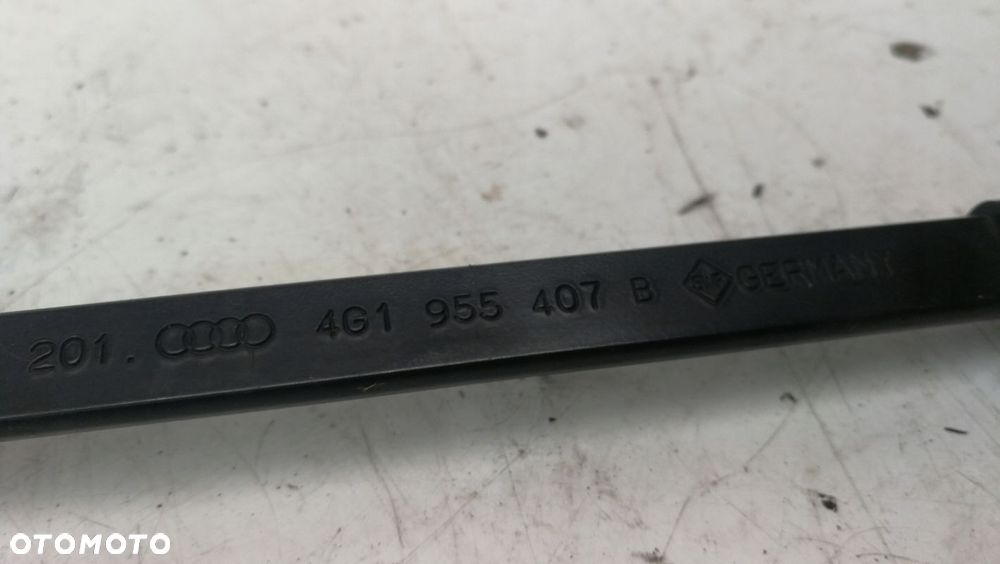 201. 4G1 955 407 B GERMANY
OTOMOTO